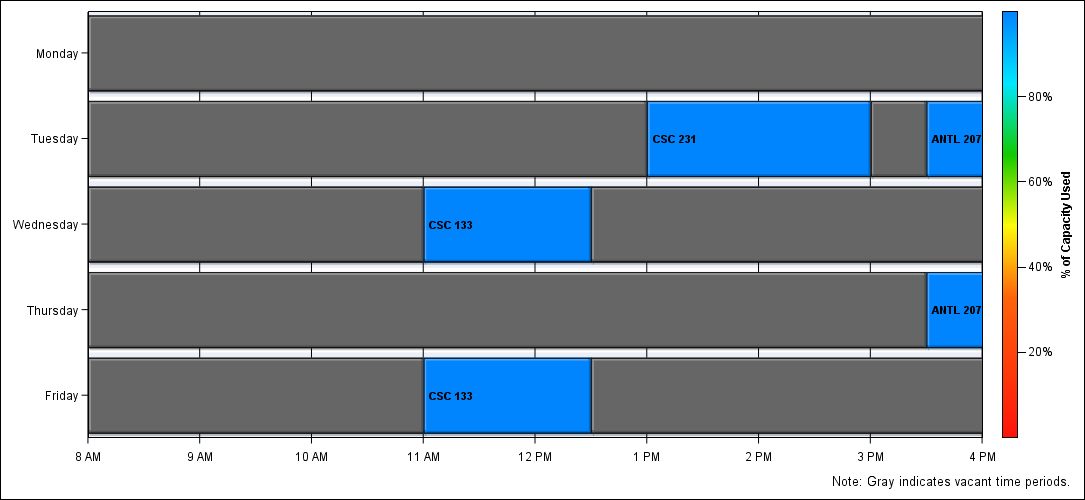 Monday
Tuesday
CSC 231
ANTL 207
Wednesday
CSC 133
Thursday
ANTL 207
Friday
CSC 133
8 AM
9 AM
10 AM
11 AM
12 PM
1 PM
2 PM
3 PM
4 PM
80%
60%
40%
20%
% of Capacity Used
Note: Gray indicates vacant time periods.